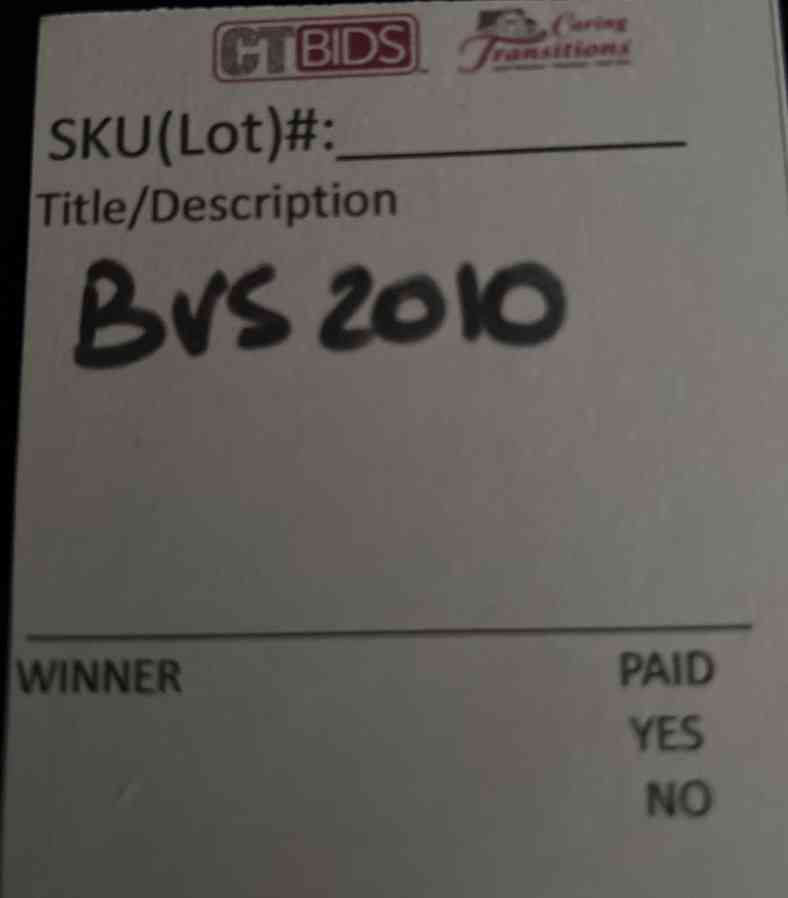 CTBIDS Caring Transitions
SKU(Lot)#:
Title/Description
BVS 2010
WINNER PAID
YES
NO